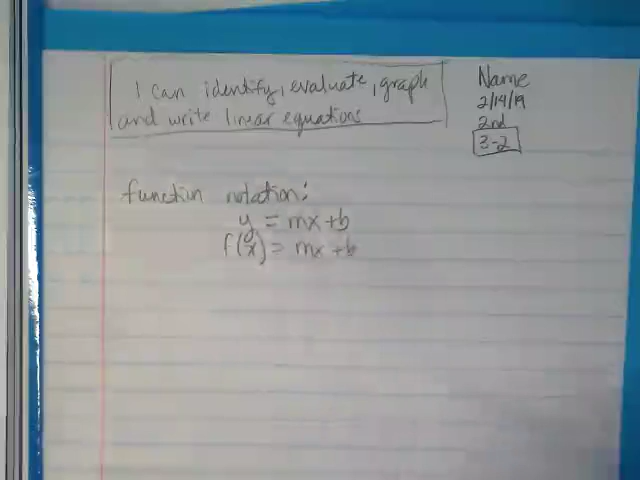 I can identify, evaluate, graph
and write linear equations
Name
2/14/19
2nd
3-2
function notation:
y = mx+b
f(x) = mx+b